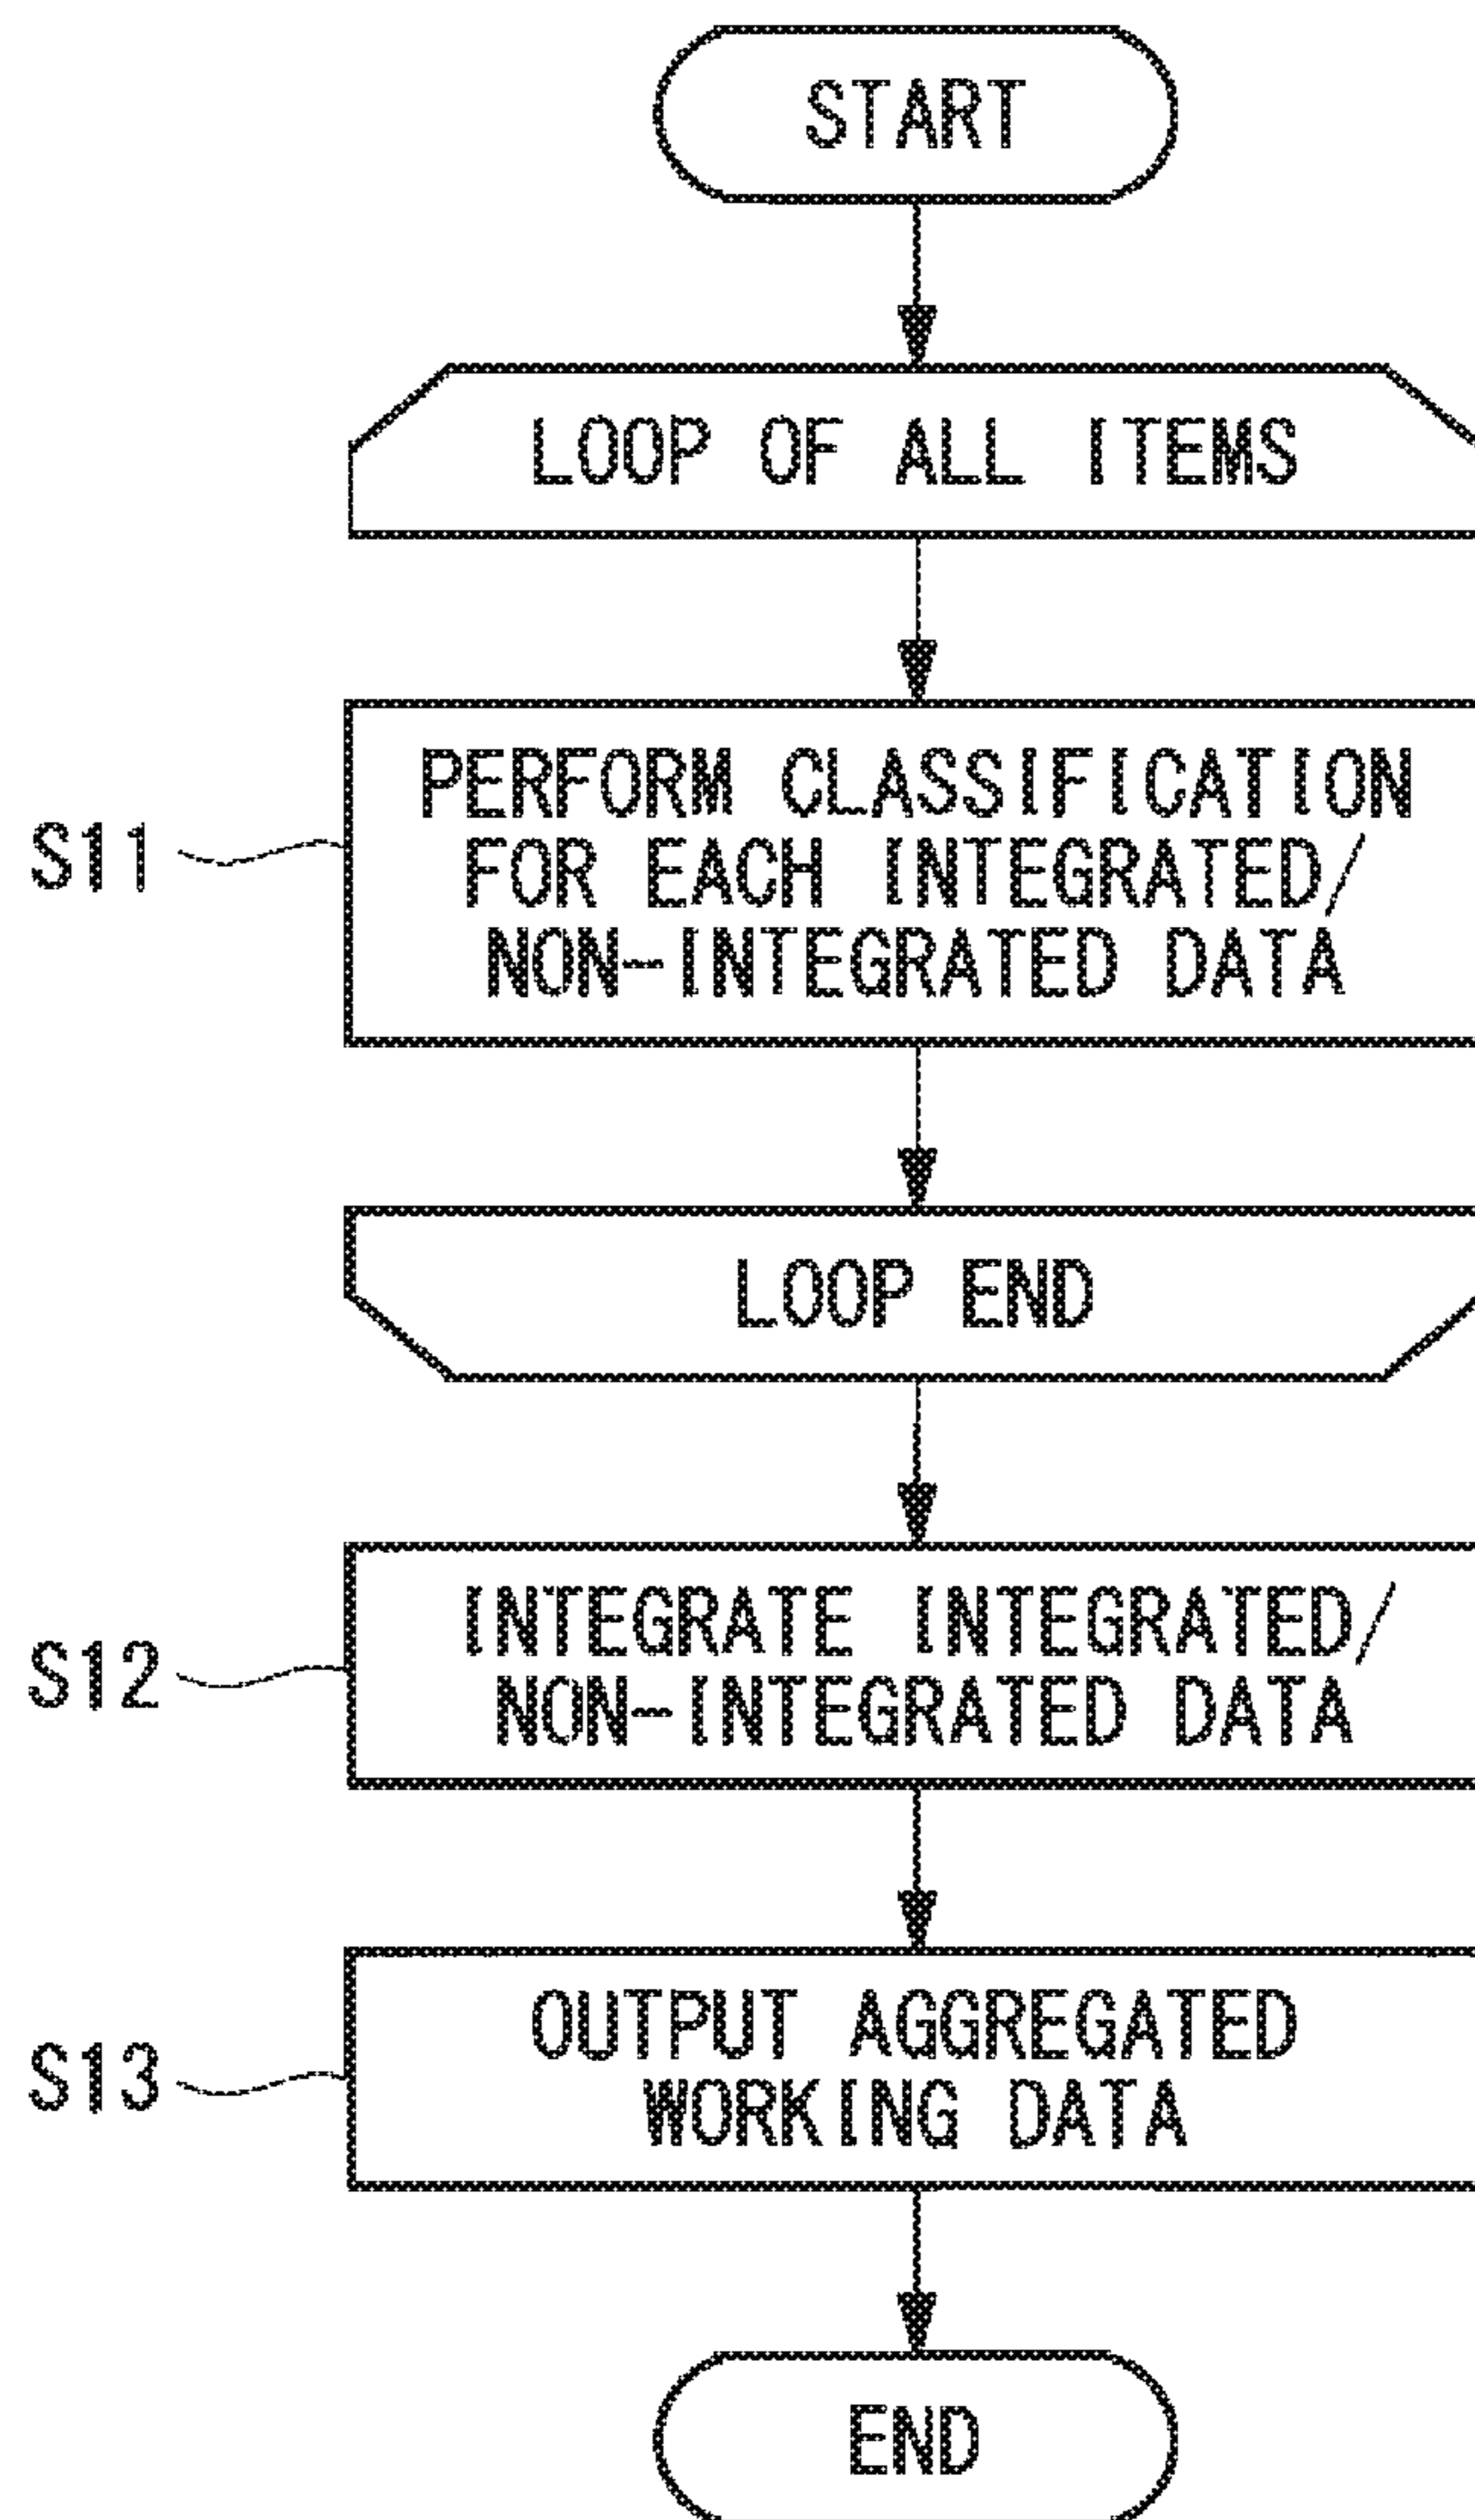 START
LOOP OF ALL ITEMS
S11
PERFORM CLASSIFICATION
FOR EACH INTEGRATED/
NON-INTEGRATED DATA
LOOP END
S12
INTEGRATE INTEGRATED/
NON-INTEGRATED DATA
S13
OUTPUT AGGREGATED
WORKING DATA
END